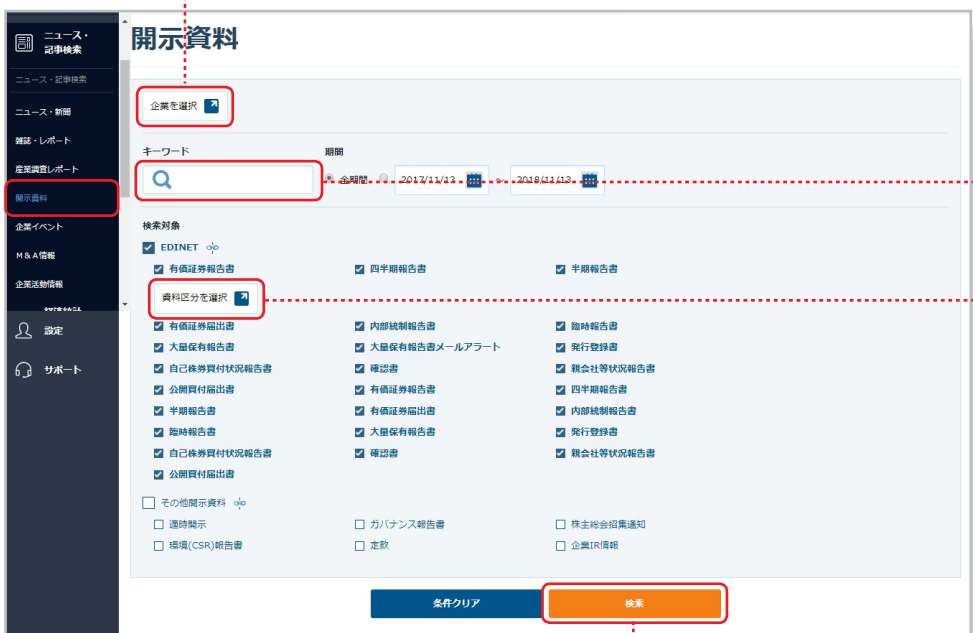 ニュース・
記事検索
ニュース・記事検索
ニュース・新聞
雑誌・レポート
産業調査レポート
開示資料
企業イベント
M&A情報
企業活動情報
設定
サポート
開示資料
企業を選択
キーワード 期間
全期間 2017/11/13 ~ 2018/11/13
検索対象
EDINET
有価証券報告書 四半期報告書 半期報告書
資料区分を選択
有価証券届出書 内部統制報告書 臨時報告書
大量保有報告書 大量保有報告書メールアラート 発行登録書
自己株券買付状況報告書 確認書 親会社等状況報告書
公開買付届出書 有価証券報告書 四半期報告書
半期報告書 有価証券届出書 内部統制報告書
臨時報告書 大量保有報告書 発行登録書
自己株券買付状況報告書 確認書 親会社等状況報告書
公開買付届出書
その他開示資料
適時開示 ガバナンス報告書 株主総会招集通知
環境(CSR)報告書 定款 企業IR情報
条件クリア 検索